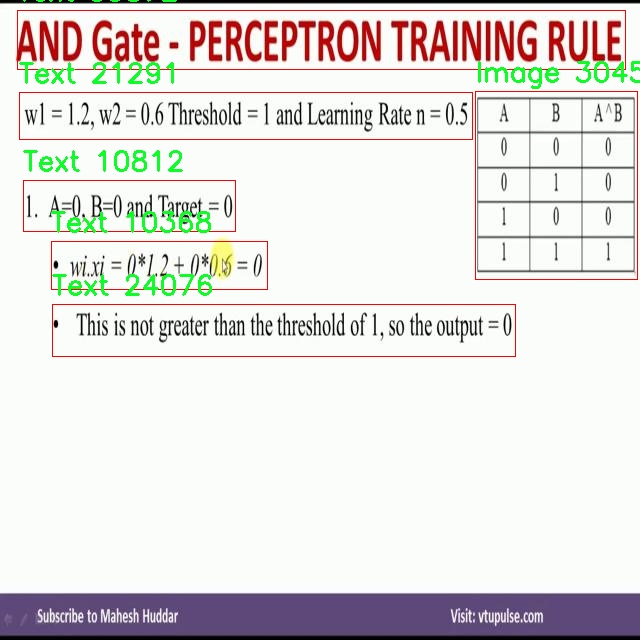 AND Gate - PERCEPTRON TRAINING RULE
Text 21291
Image 3045
w1 = 1.2, w2 = 0.6 Threshold = 1 and Learning Rate n = 0.5
A B A^B
0 0 0
0 1 0
1 0 0
1 1 1
Text 10812
1. A=0, B=0 and Target = 0
Text 10368
• wi.xi = 0*1.2 + 0*0.6 = 0
Text 24076
• This is not greater than the threshold of 1, so the output = 0
Subscribe to Mahesh Huddar
Visit: vtupulse.com